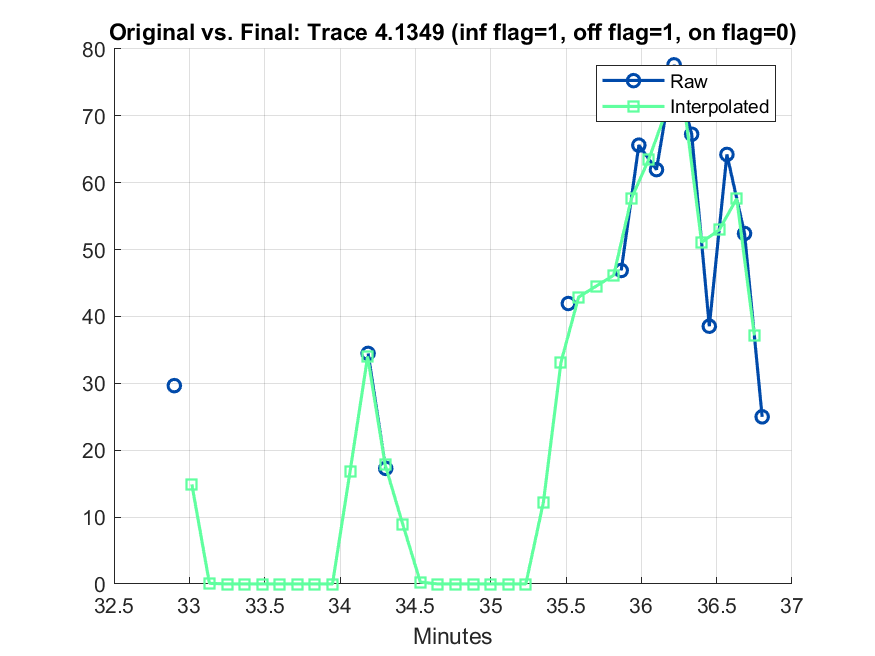 Original vs. Final: Trace 4.1349 (inf flag=1, off flag=1, on flag=0)
80
70
60
50
40
30
20
10
0
Raw
Interpolated
32.5 33 33.5 34 34.5 35 35.5 36 36.5 37
Minutes